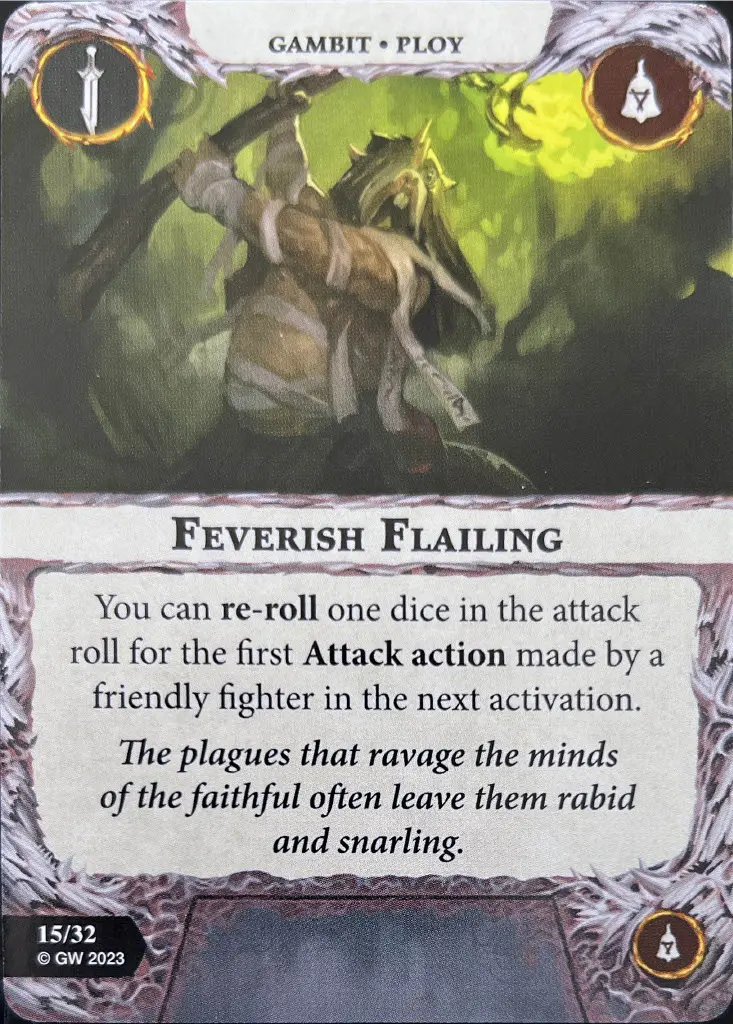 GAMBIT • PLOY
FEVERISH FLAILING
You can re-roll one dice in the attack
roll for the first Attack action made by a
friendly fighter in the next activation.
The plagues that ravage the minds
of the faithful often leave them rabid
and snarling.
15/32
© GW 2023